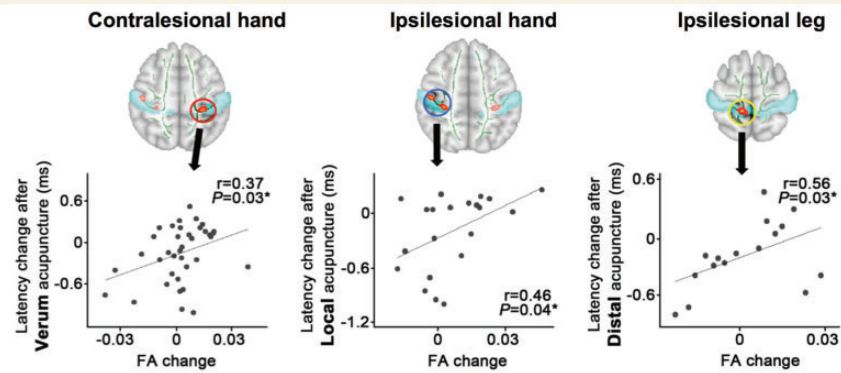 Contralesional hand
Ipsilesional hand
Ipsilesional leg
Latency change after
Verum acupuncture (ms)
0.6
0
-0.6
r=0.37
P=0.03*
-0.03
0
0.03
FA change
Latency change after
Local acupuncture (ms)
0
-0.6
-1.2
r=0.46
P=0.04*
0
0.03
FA change
Latency change after
Distal acupuncture (ms)
0.6
0
-0.6
r=0.56
P=0.03*
0
0.03
FA change